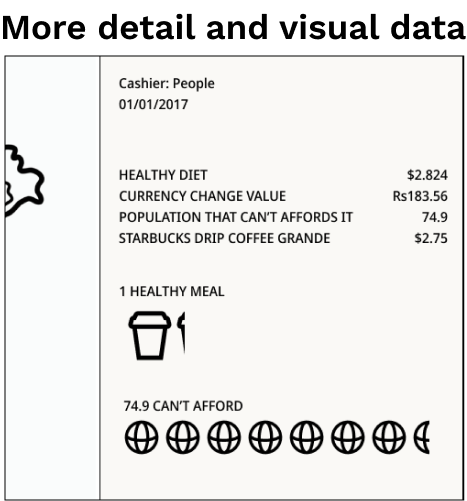 More detail and visual data
Cashier: People
01/01/2017
HEALTHY DIET $2.824
CURRENCY CHANGE VALUE Rs183.56
POPULATION THAT CAN'T AFFORDS IT 74.9
STARBUCKS DRIP COFFEE GRANDE $2.75
1 HEALTHY MEAL
74.9 CAN'T AFFORD